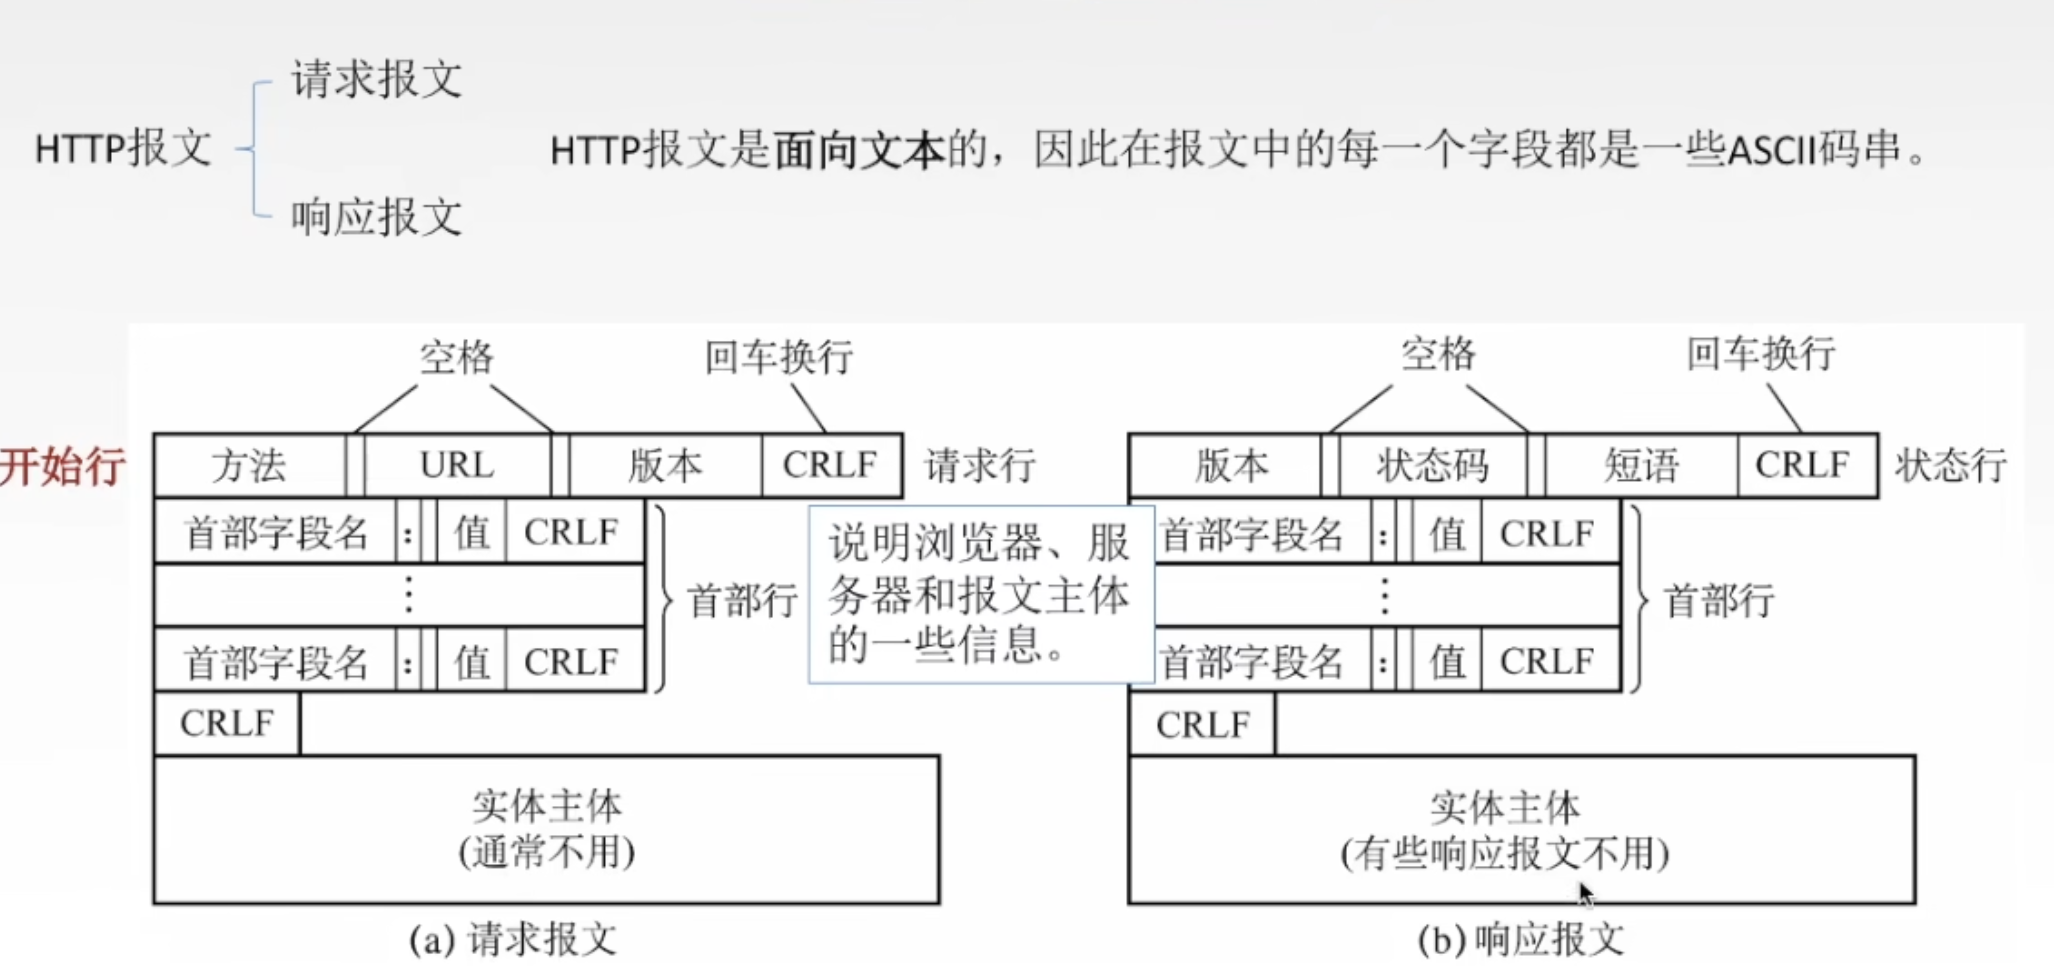 请求报文
HTTP报文
HTTP报文是面向文本的，因此在报文中的每一个字段都是一些ASCII码串。
响应报文
空格
回车换行
开始行
方法 URL 版本 CRLF 请求行
首部字段名 : 值 CRLF
⋮
首部字段名 : 值 CRLF
首部行
CRLF
实体主体
(通常不用)
(a) 请求报文
说明浏览器、服
务器和报文主体
的一些信息。
空格
回车换行
版本 状态码 短语 CRLF 状态行
首部字段名 : 值 CRLF
⋮
首部字段名 : 值 CRLF
首部行
CRLF
实体主体
(有些响应报文不用)
(b) 响应报文